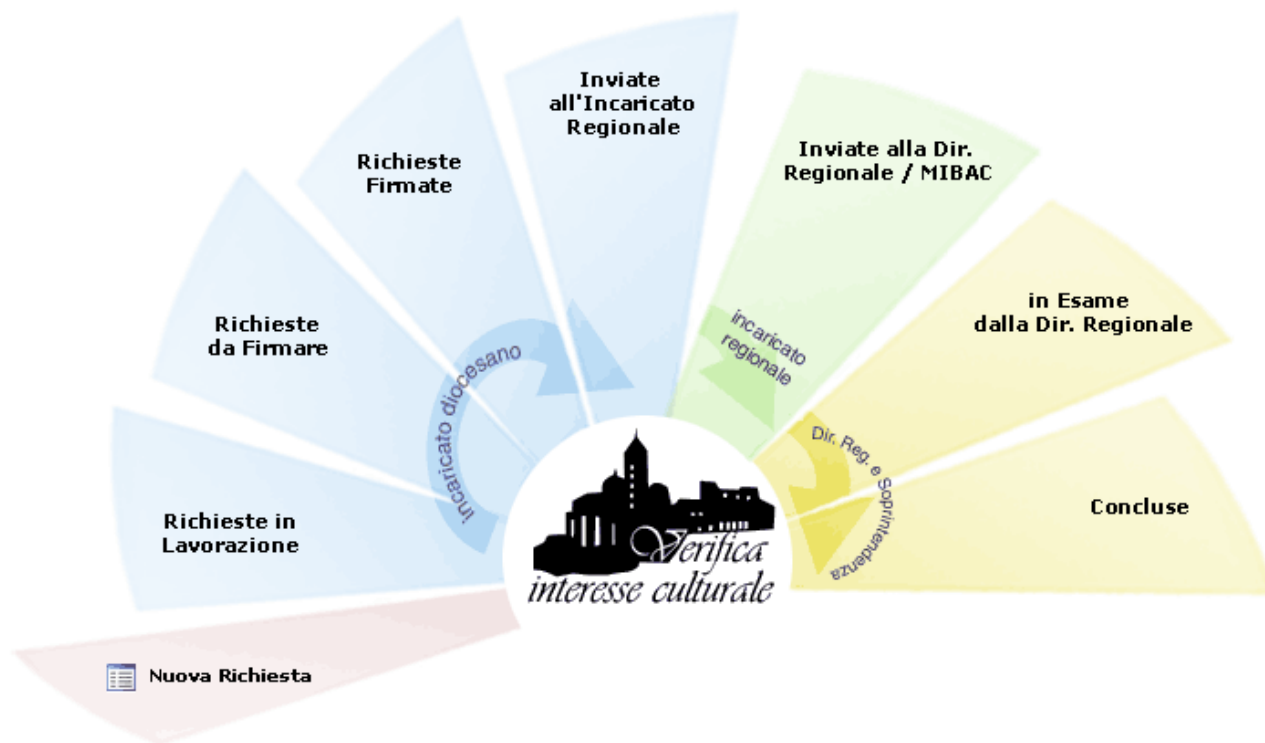 Nuova Richiesta
Richieste in
Lavorazione
Richieste
da Firmare
Richieste
Firmate
Inviate
all'Incaricato
Regionale
Inviate alla Dir.
Regionale / MIBAC
in Esame
dalla Dir. Regionale
Concluse
incaricato diocesano
incaricato
regionale
Dir. Reg. e Soprintendenza
Verifica
interesse culturale